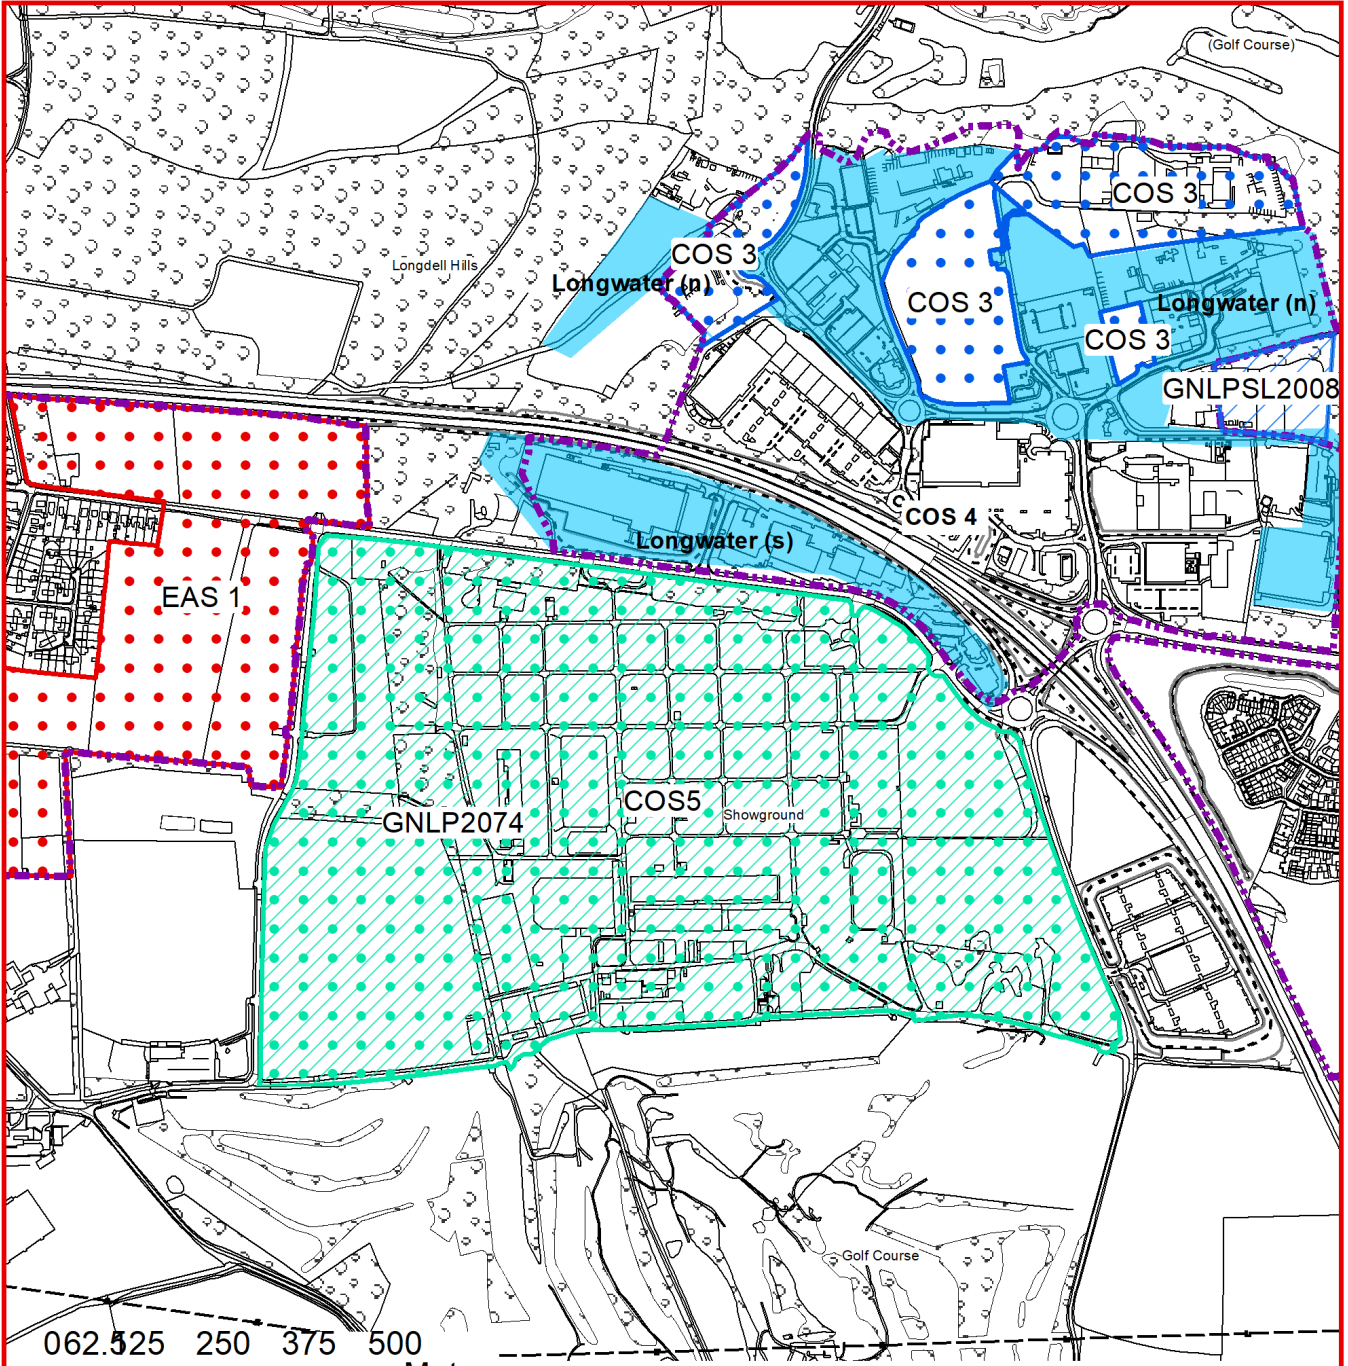 (Golf Course)
COS 3
COS 3
Longdell Hills
Longwater (n)
COS 3
Longwater (n)
COS 3
GNLPSL2008
COS 4
Longwater (s)
EAS 1
COS5
Showground
GNLP2074
Golf Course
062.5125 250 375 500